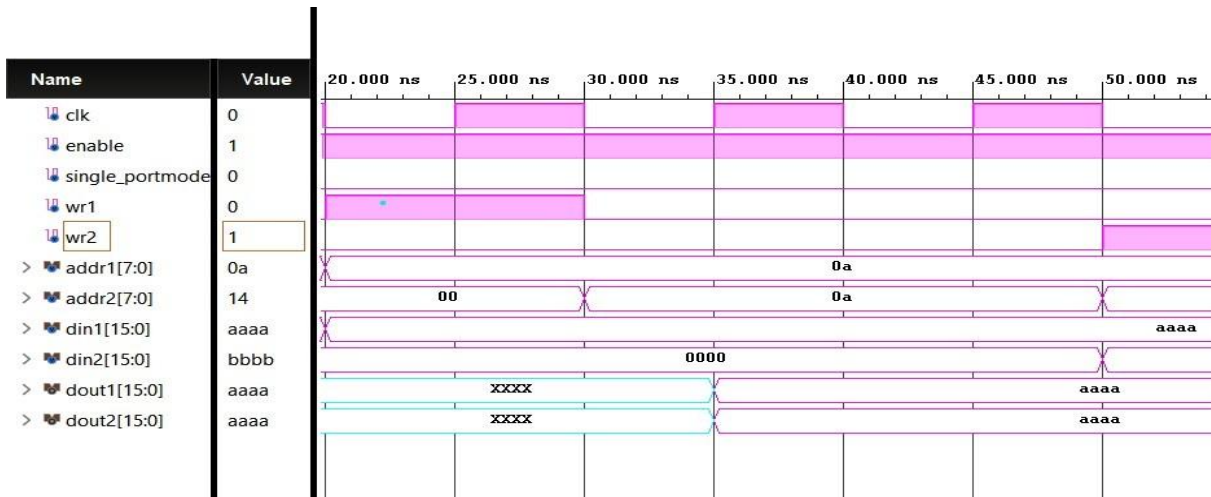 Name Value 20.000 ns 25.000 ns 30.000 ns 35.000 ns 40.000 ns 45.000 ns 50.000 ns
clk 0
enable 1
single_portmode 0
wr1 0
wr2 1
> addr1[7:0] 0a 0a
> addr2[7:0] 14 00 0a
> din1[15:0] aaaa aaaa
> din2[15:0] bbbb 0000
> dout1[15:0] aaaa XXXX aaaa
> dout2[15:0] aaaa XXXX aaaa